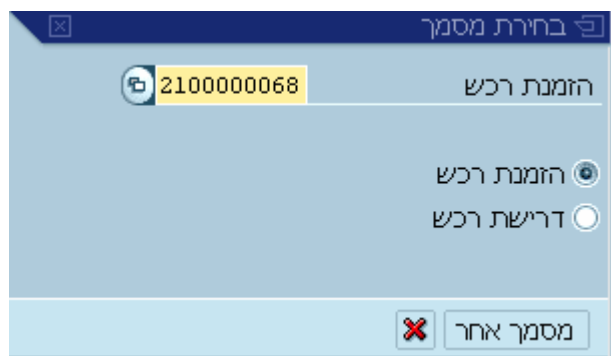 בחירת מסמך
הזמנת רכש 2100000068
הזמנת רכש
דרישת רכש
מסמך אחר